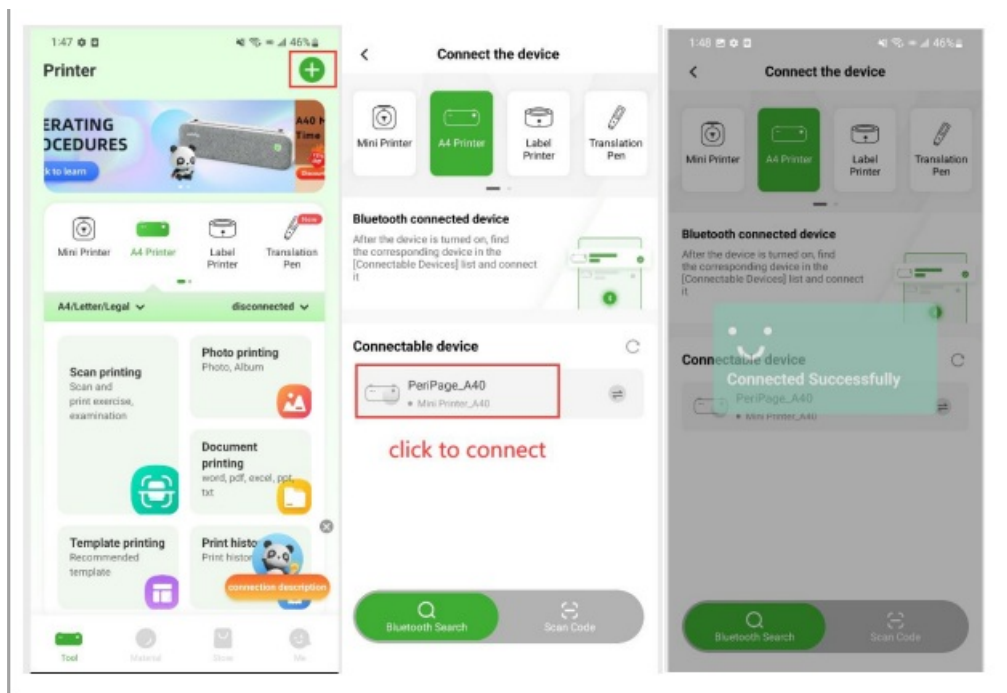 1:47
46%
Printer
ERATING
OCEDURES
k to learn
A40
Time
Mini Printer
A4 Printer
Label
Printer
Translation
Pen
New
A4/Letter/Legal
disconnected
Scan printing
Scan and
print exercise,
examination
Photo printing
Photo, Album
Document
printing
word, pdf, excel, ppt,
txt
Template printing
Recommended
template
Print histo
Print histor
connection description
Tool
Material
Store
Me
Connect the device
Mini Printer
A4 Printer
Label
Printer
Translation
Pen
Bluetooth connected device
After the device is turned on, find
the corresponding device in the
[Connectable Devices] list and connect
it
Connectable device
PeriPage_A40
Mini Printer_A40
click to connect
Bluetooth Search
Scan Code
1:48
46%
Connect the device
Mini Printer
A4 Printer
Label
Printer
Translation
Pen
Bluetooth connected device
After the device is turned on, find
the corresponding device in the
[Connectable Devices] list and connect
it
Connectable device
Connected Successfully
PeriPage_A40
Mini Printer_A40
Bluetooth Search
Scan Code